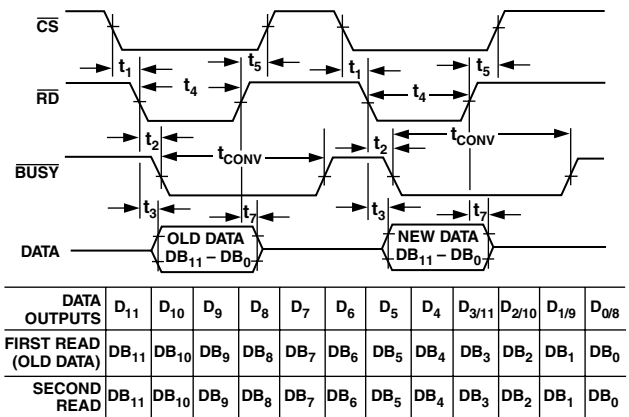 CS
t1 t5 t1 t5
RD t4 t4
t2 tCONV t2 tCONV
BUSY
t3 t7 t3 t7
DATA OLD DATA NEW DATA
DB11 – DB0 DB11 – DB0
DATA OUTPUTS D11 D10 D9 D8 D7 D6 D5 D4 D3/11 D2/10 D1/9 D0/8
FIRST READ (OLD DATA) DB11 DB10 DB9 DB8 DB7 DB6 DB5 DB4 DB3 DB2 DB1 DB0
SECOND READ DB11 DB10 DB9 DB8 DB7 DB6 DB5 DB4 DB3 DB2 DB1 DB0